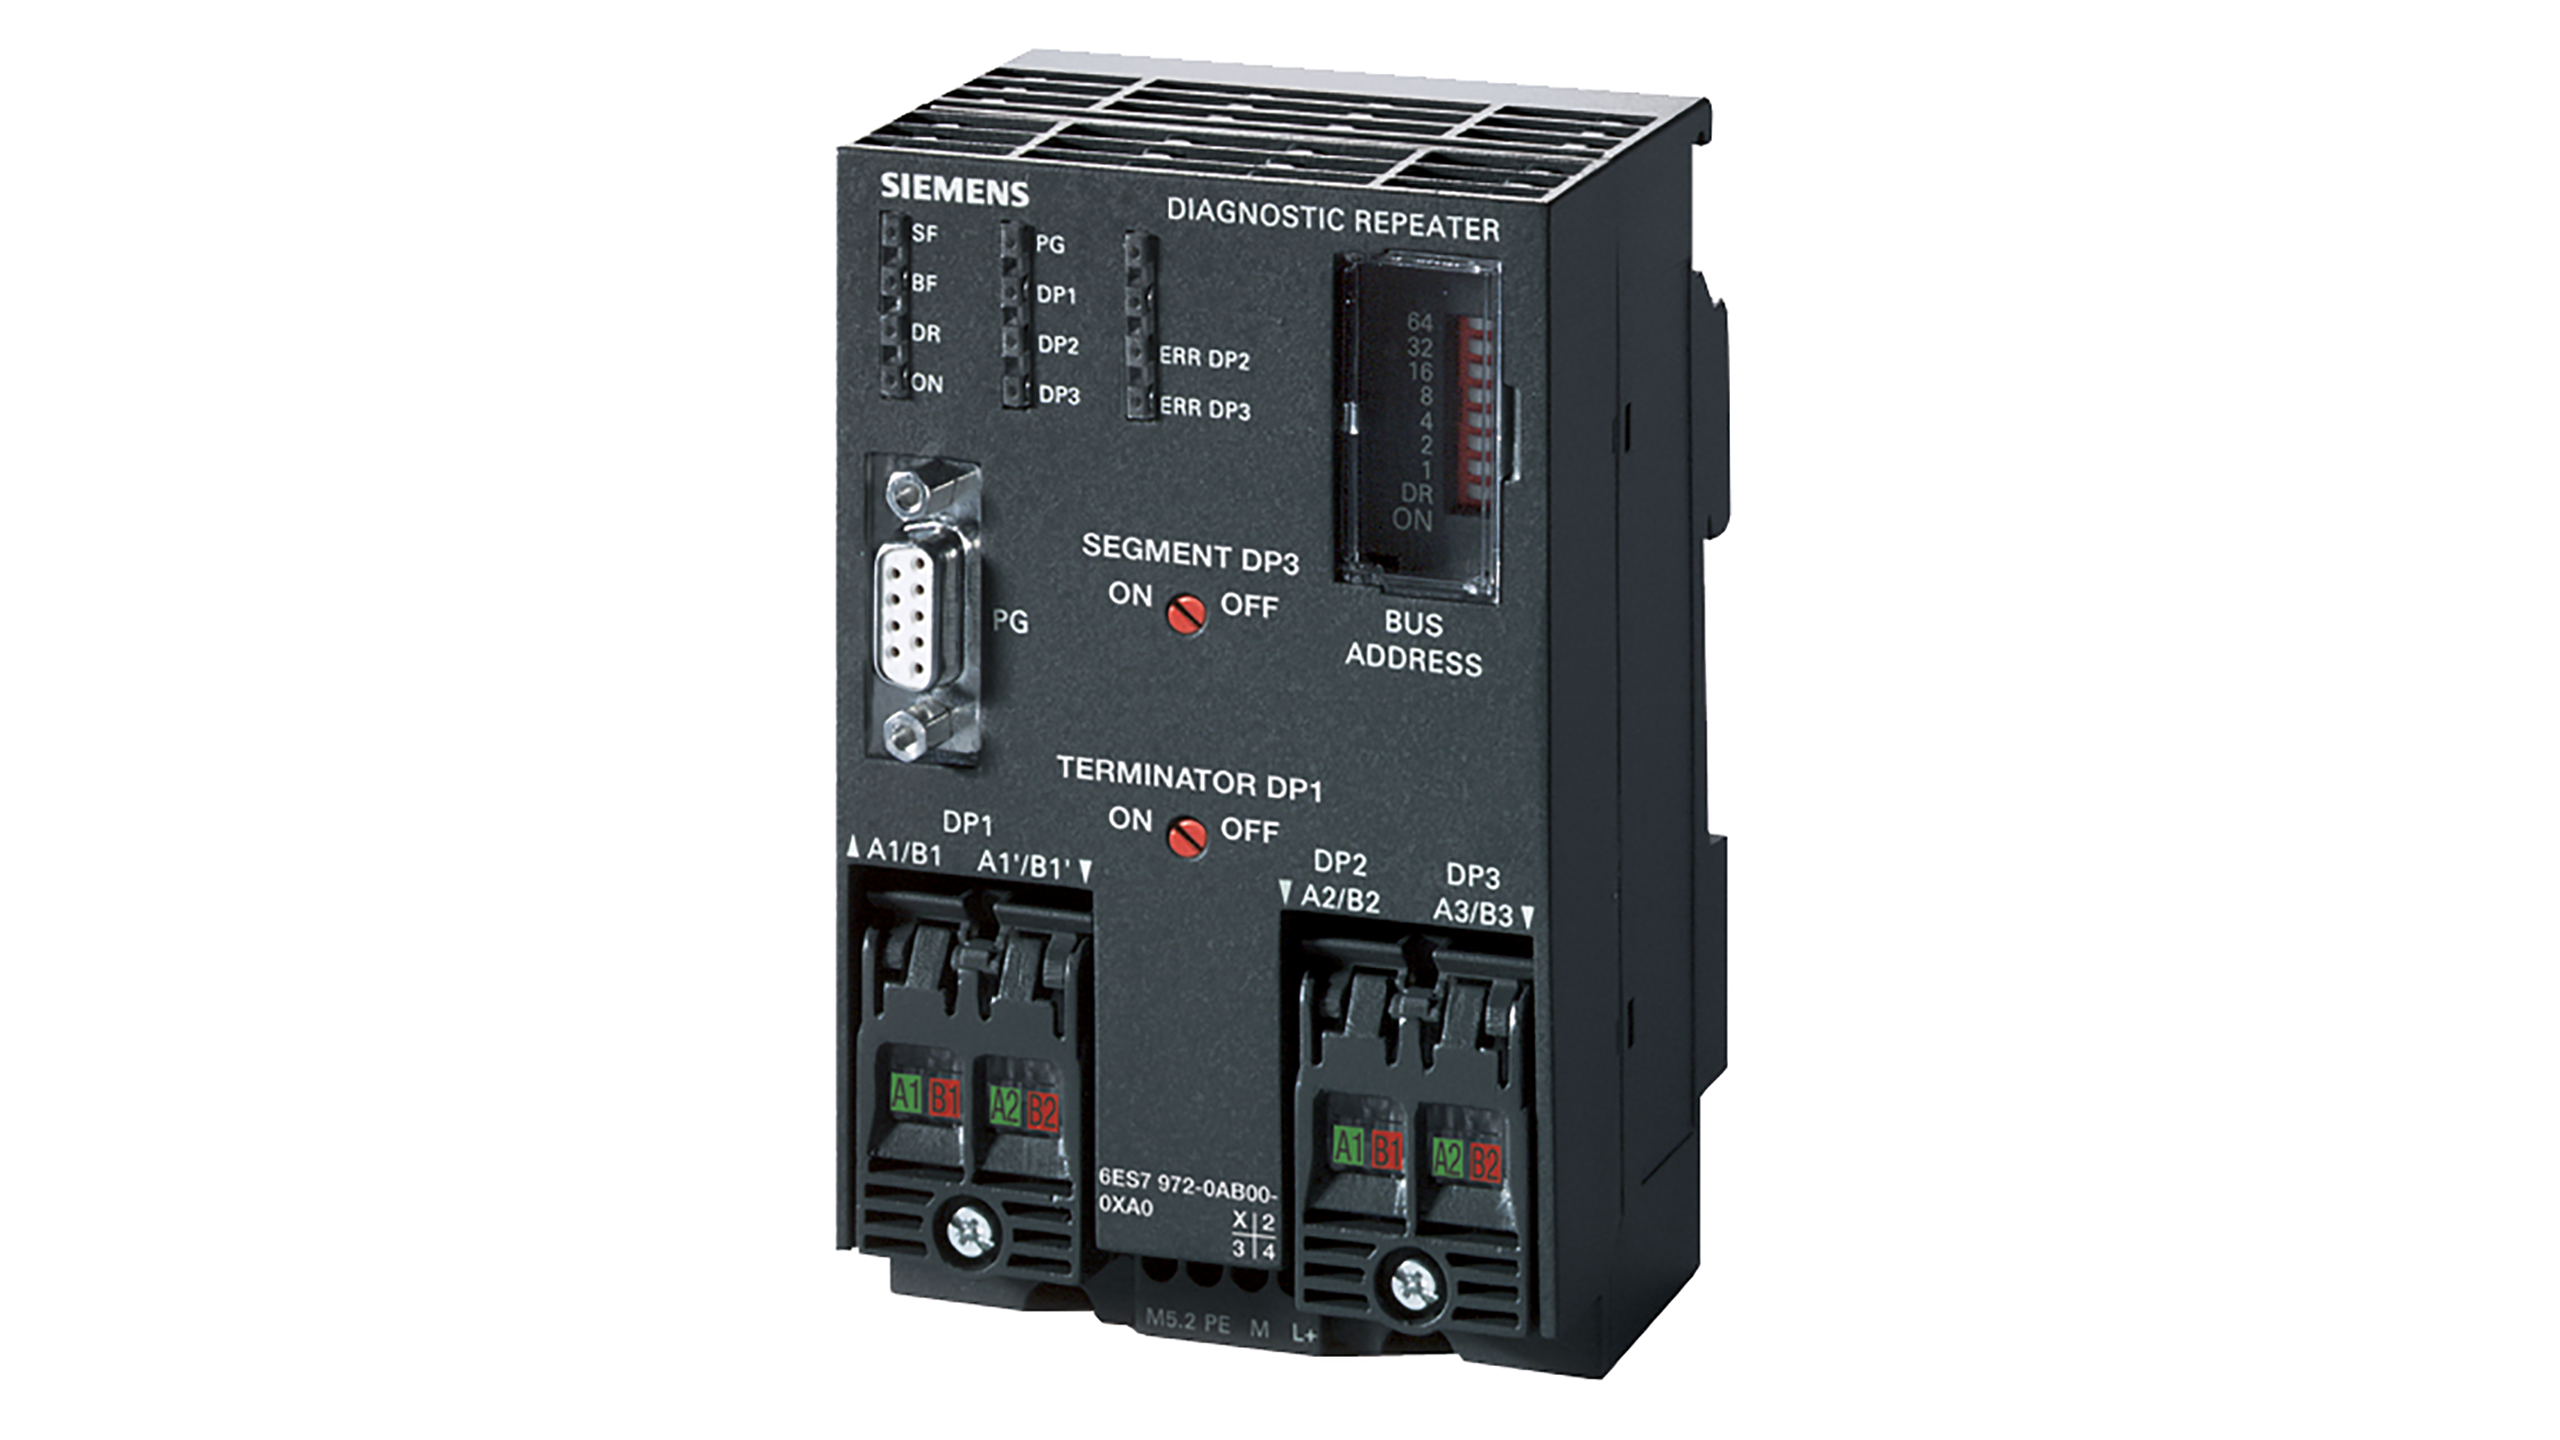 SIEMENS
DIAGNOSTIC REPEATER
SF
BF
DR
ON
PG
DP1
DP2
DP3
ERR DP2
ERR DP3
64
32
16
8
4
2
1
DR
ON
BUS
ADDRESS
SEGMENT DP3
ON OFF
PG
TERMINATOR DP1
ON OFF
DP1
▲ A1/B1 A1'/B1' ▼
DP2 DP3
▼ A2/B2 A3/B3 ▼
A1 B1 A2 B2
A1 B1 A2 B2
6ES7 972-0AB00-
0XA0
X 2
3 4
M5.2 PE M L+